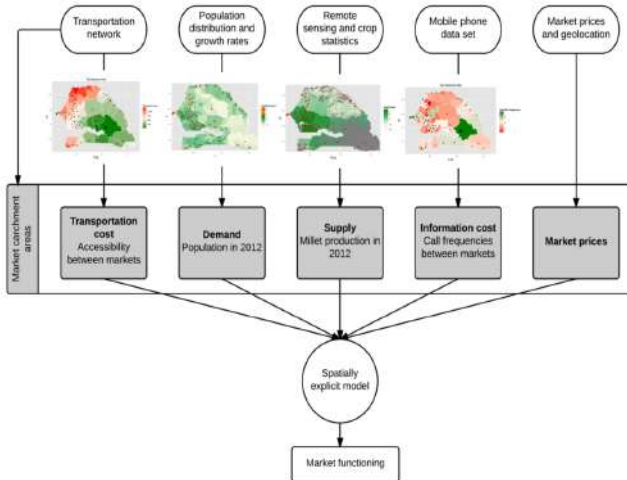 Transportation
network
Population
distribution and
growth rates
Remote
sensing and crop
statistics
Mobile phone
data set
Market prices
and geolocation
Market catchment
areas
Transportation
cost
Accessibility
between markets
Demand
Population in 2012
Supply
Millet production in
2012
Information cost
Call frequencies
between markets
Market prices
Spatially
explicit model
Market functioning